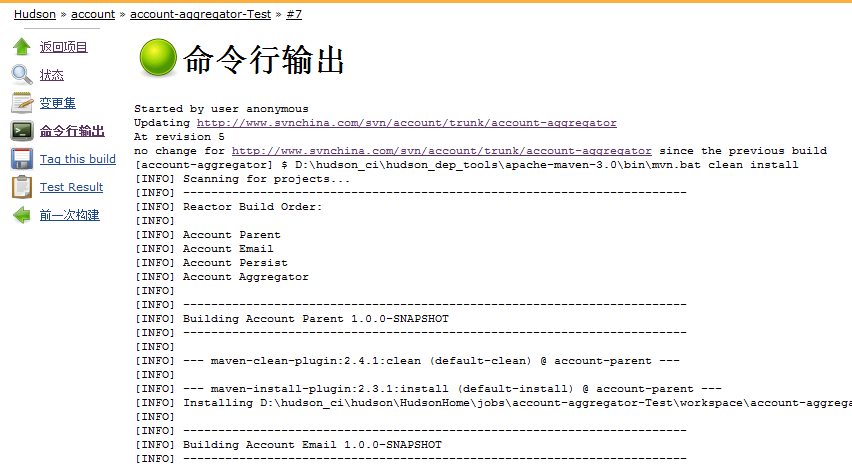 Hudson » account » account-aggregator-Test » #7
返回项目
状态
变更集
命令行输出
Tag this build
Test Result
前一次构建
命令行输出
Started by user anonymous
Updating http://www.svnchina.com/svn/account/trunk/account-aggregator
At revision 5
no change for http://www.svnchina.com/svn/account/trunk/account-aggregator since the previous build
[account-aggregator] $ D:\hudson_ci\hudson_dep_tools\apache-maven-3.0\bin\mvn.bat clean install
[INFO] Scanning for projects...
[INFO] ------------------------------------------------------------------------
[INFO] Reactor Build Order:
[INFO]
[INFO] Account Parent
[INFO] Account Email
[INFO] Account Persist
[INFO] Account Aggregator
[INFO]
[INFO] ------------------------------------------------------------------------
[INFO] Building Account Parent 1.0.0-SNAPSHOT
[INFO] ------------------------------------------------------------------------
[INFO]
[INFO] --- maven-clean-plugin:2.4.1:clean (default-clean) @ account-parent ---
[INFO]
[INFO] --- maven-install-plugin:2.3.1:install (default-install) @ account-parent ---
[INFO] Installing D:\hudson_ci\hudson\HudsonHome\jobs\account-aggregator-Test\workspace\account-aggrega
[INFO]
[INFO] ------------------------------------------------------------------------
[INFO] Building Account Email 1.0.0-SNAPSHOT
[INFO] ------------------------------------------------------------------------